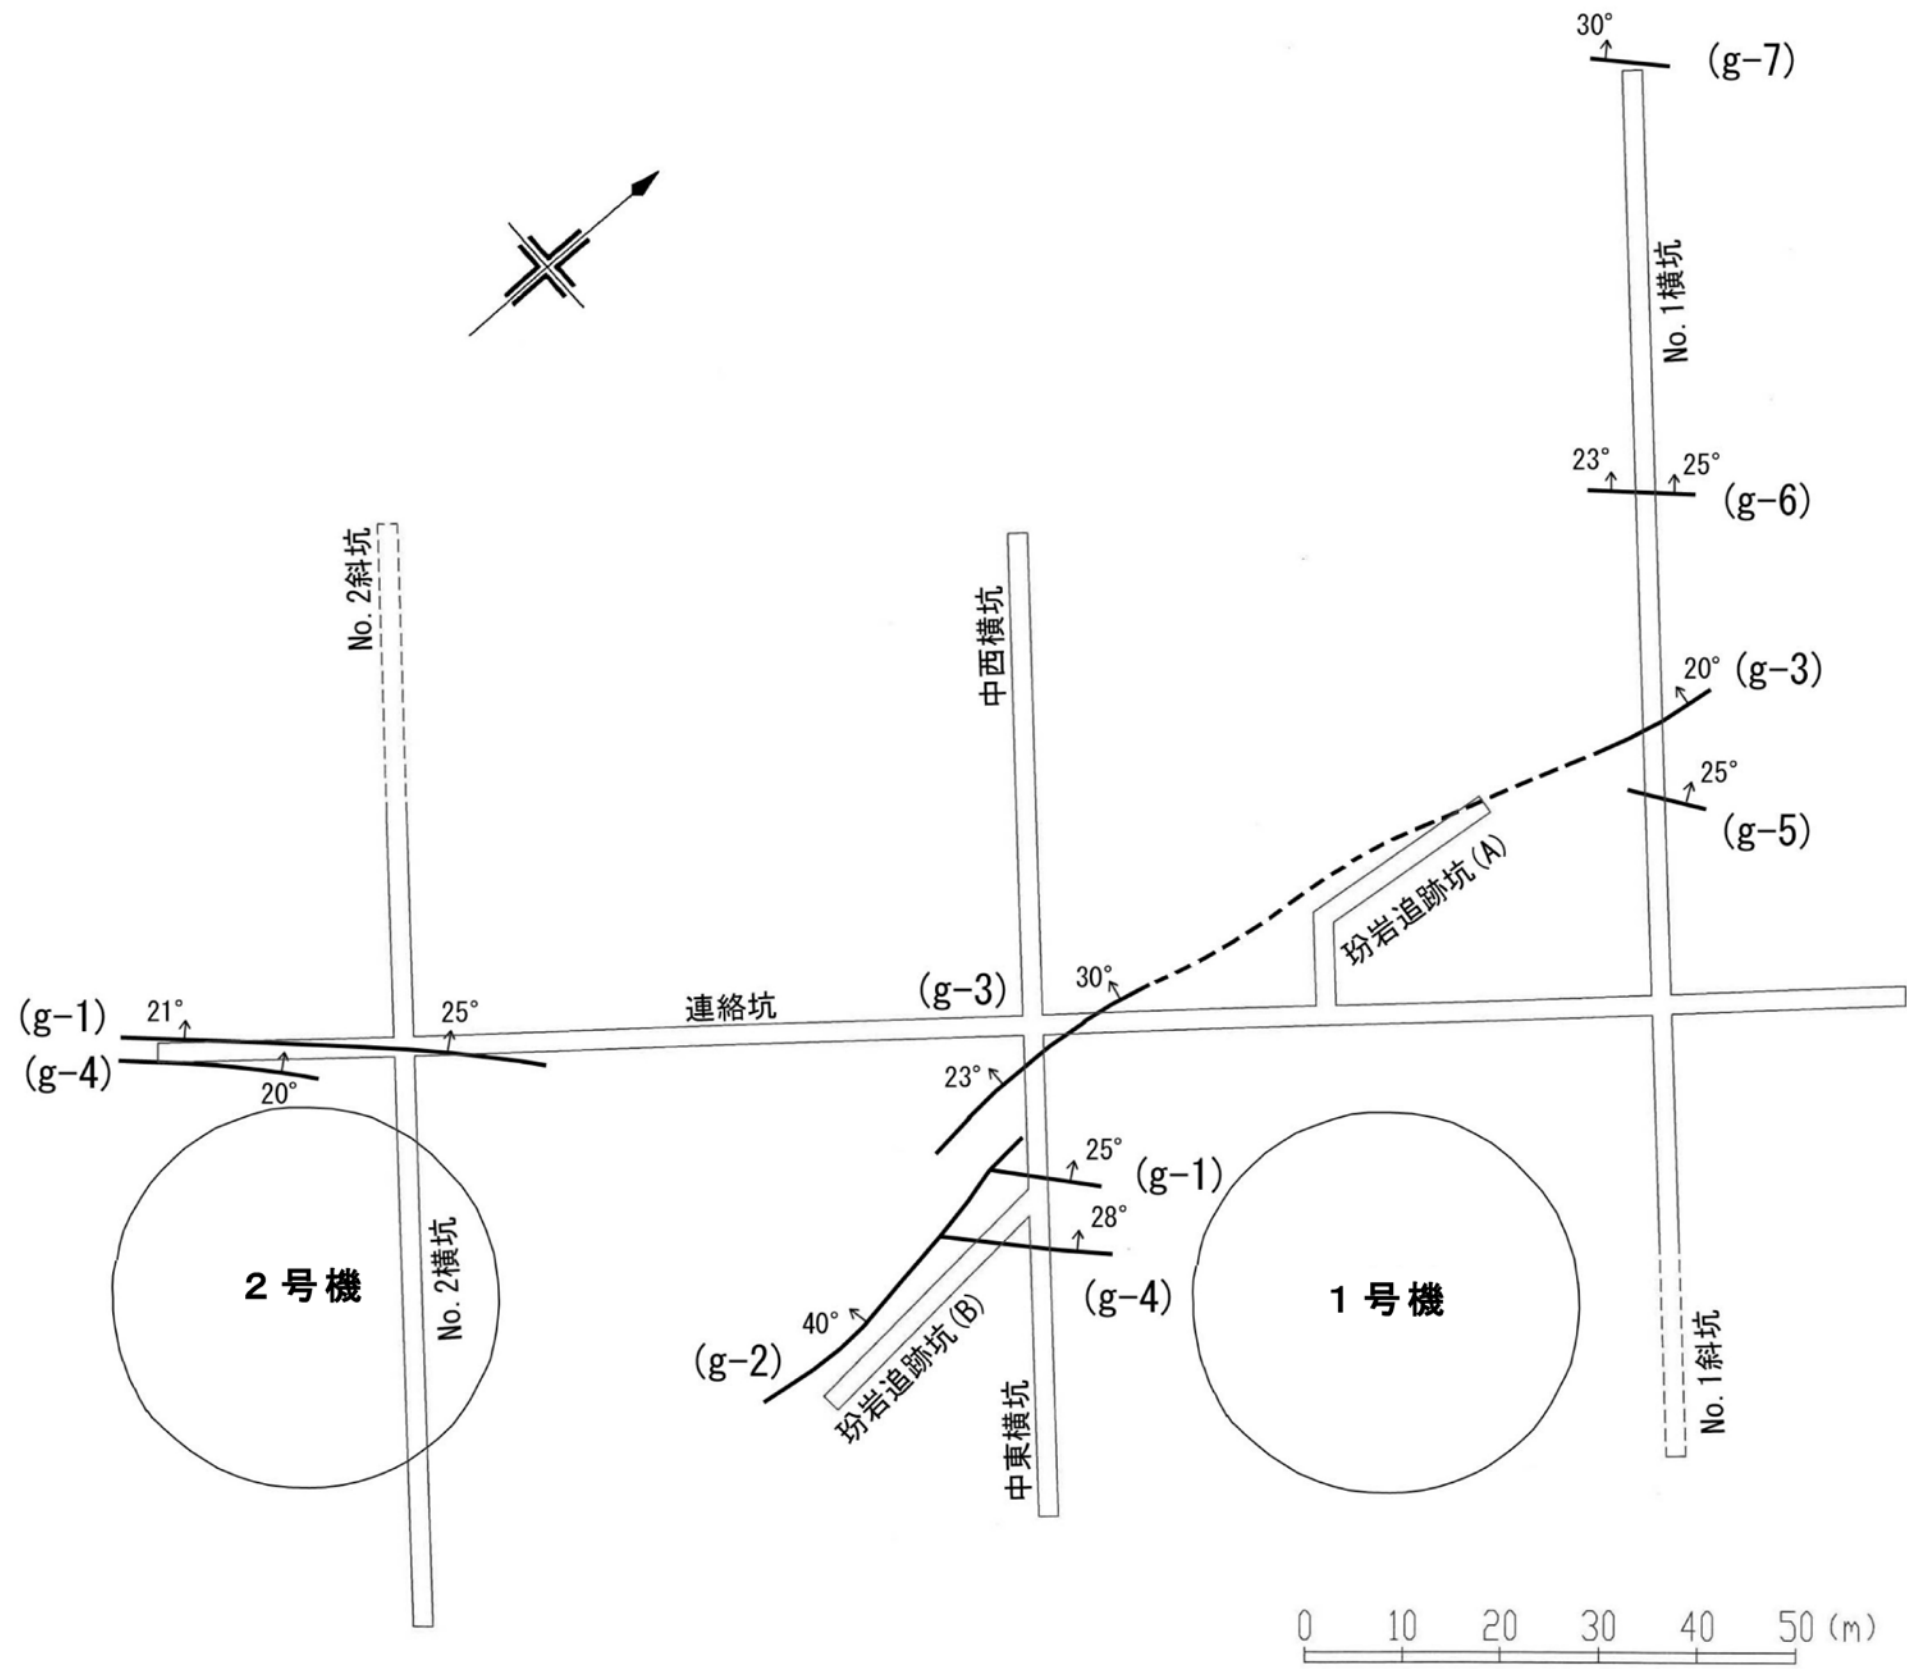 30°
(g-7)
No.1横坑
23°
25°
(g-6)
No.2斜坑
中西横坑
20°
(g-3)
25°
(g-5)
玢岩追跡坑(A)
(g-3)
30°
連絡坑
(g-1)
21°
25°
(g-4)
20°
23°
25°
(g-1)
28°
(g-4)
2号機
No.2横坑
1号機
40°
(g-2)
玢岩追跡坑(B)
中東横坑
No.1斜坑
0 10 20 30 40 50 (m)